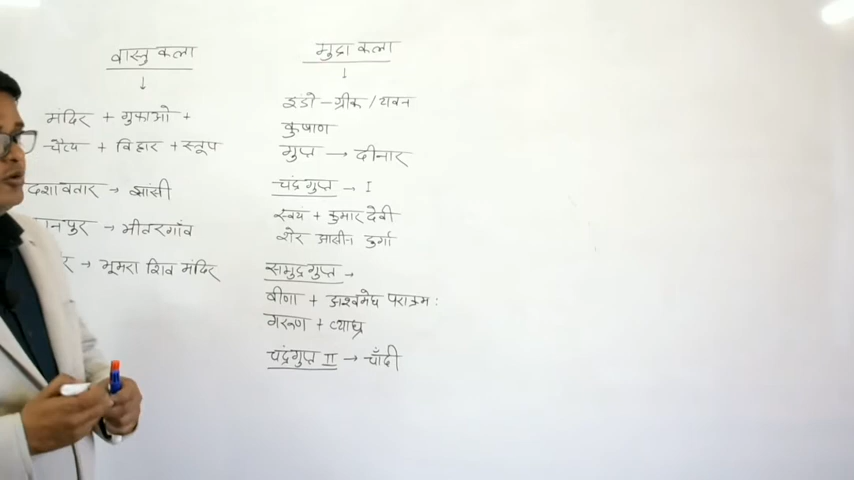 वास्तु कला
↓
मंदिर + गुफाओ +
चैत्य + विहार + स्तूप
दशावतार → झांसी
नपुर → भीतरगाँव
र → भूमरा शिव मंदिर
मुद्रा कला
↓
इंडो - ग्रीक / यवन
कुषाण
गुप्त → दीनार
चंद्रगुप्त → I
स्वयं + कुमार देवी
शेर आसीन दुर्गा
समुद्रगुप्त →
वीणा + अश्वमेघ पराक्रम:
गरूण + व्याघ्र
चंद्रगुप्त II → चाँदी